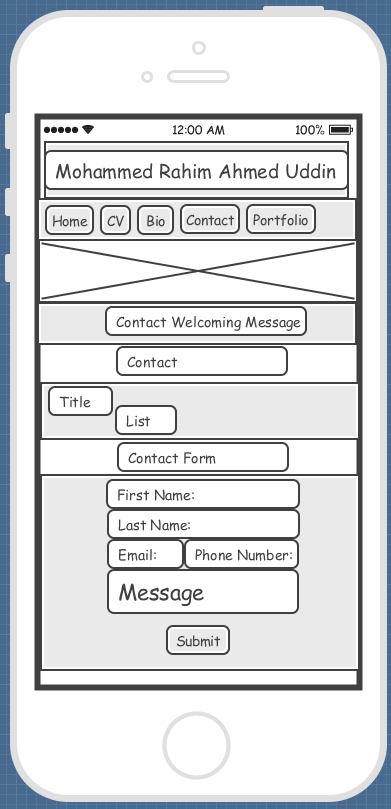 12:00 AM 100%
Mohammed Rahim Ahmed Uddin
Home CV Bio Contact Portfolio
Contact Welcoming Message
Contact
Title
List
Contact Form
First Name:
Last Name:
Email: Phone Number:
Message
Submit